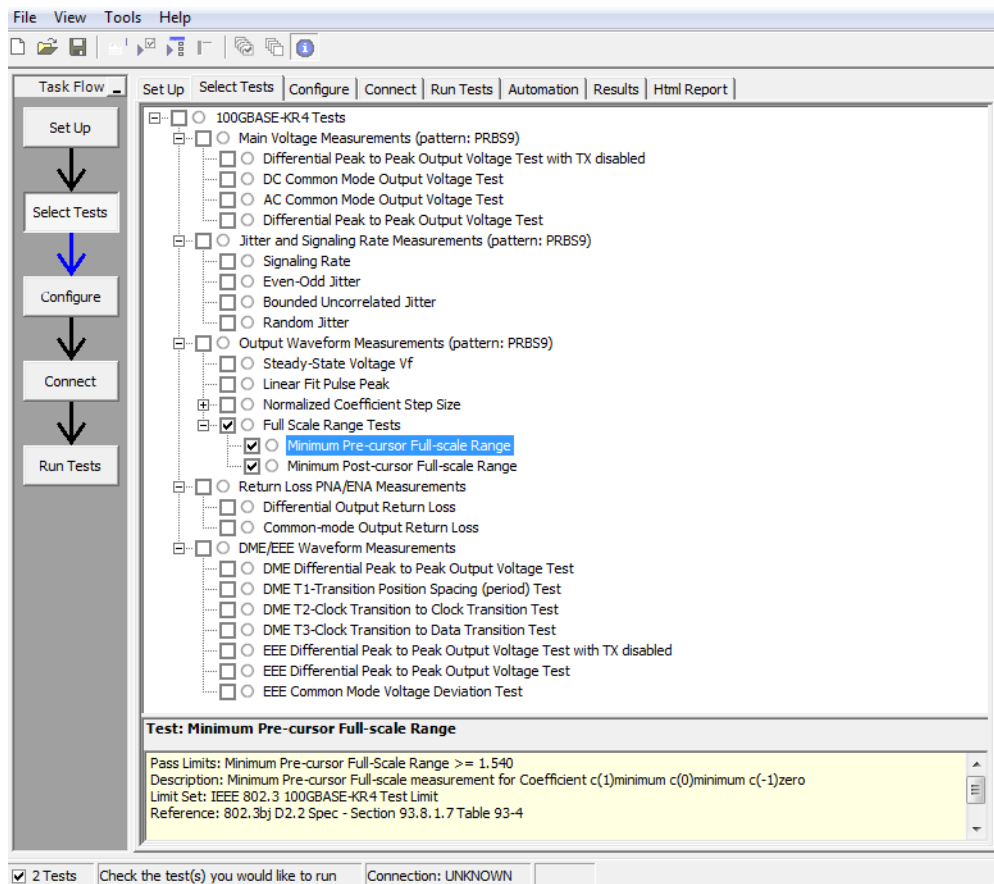 File View Tools Help
Task Flow
Set Up
Select Tests
Configure
Connect
Run Tests
Set Up Select Tests Configure Connect Run Tests Automation Results Html Report
100GBASE-KR4 Tests
Main Voltage Measurements (pattern: PRBS9)
Differential Peak to Peak Output Voltage Test with TX disabled
DC Common Mode Output Voltage Test
AC Common Mode Output Voltage Test
Differential Peak to Peak Output Voltage Test
Jitter and Signaling Rate Measurements (pattern: PRBS9)
Signaling Rate
Even-Odd Jitter
Bounded Uncorrelated Jitter
Random Jitter
Output Waveform Measurements (pattern: PRBS9)
Steady-State Voltage Vf
Linear Fit Pulse Peak
Normalized Coefficient Step Size
Full Scale Range Tests
Minimum Pre-cursor Full-scale Range
Minimum Post-cursor Full-scale Range
Return Loss PNA/ENA Measurements
Differential Output Return Loss
Common-mode Output Return Loss
DME/EEE Waveform Measurements
DME Differential Peak to Peak Output Voltage Test
DME T1-Transition Position Spacing (period) Test
DME T2-Clock Transition to Clock Transition Test
DME T3-Clock Transition to Data Transition Test
EEE Differential Peak to Peak Output Voltage Test with TX disabled
EEE Differential Peak to Peak Output Voltage Test
EEE Common Mode Voltage Deviation Test
Test: Minimum Pre-cursor Full-scale Range
Pass Limits: Minimum Pre-cursor Full-Scale Range >= 1.540
Description: Minimum Pre-cursor Full-scale measurement for Coefficient c(1)minimum c(0)minimum c(-1)zero
Limit Set: IEEE 802.3 100GBASE-KR4 Test Limit
Reference: 802.3bj D2.2 Spec - Section 93.8.1.7 Table 93-4
2 Tests Check the test(s) you would like to run Connection: UNKNOWN